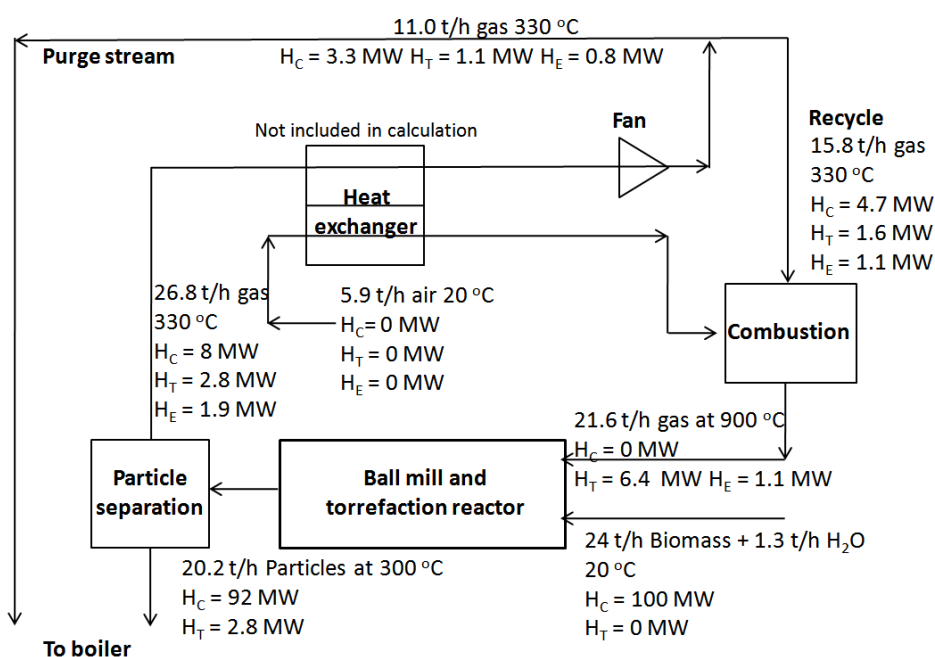 11.0 t/h gas 330 °C
Purge stream
H_C = 3.3 MW H_T = 1.1 MW H_E = 0.8 MW
Not included in calculation
Fan
Recycle
15.8 t/h gas
330 °C
H_C = 4.7 MW
H_T = 1.6 MW
H_E = 1.1 MW
Heat
exchanger
26.8 t/h gas
330 °C
H_C = 8 MW
H_T = 2.8 MW
H_E = 1.9 MW
5.9 t/h air 20 °C
H_C= 0 MW
H_T = 0 MW
H_E = 0 MW
Combustion
21.6 t/h gas at 900 °C
H_C = 0 MW
H_T = 6.4 MW H_E = 1.1 MW
Particle
separation
Ball mill and
torrefaction reactor
24 t/h Biomass + 1.3 t/h H₂O
20 °C
H_C = 100 MW
H_T = 0 MW
20.2 t/h Particles at 300 °C
H_C = 92 MW
H_T = 2.8 MW
To boiler